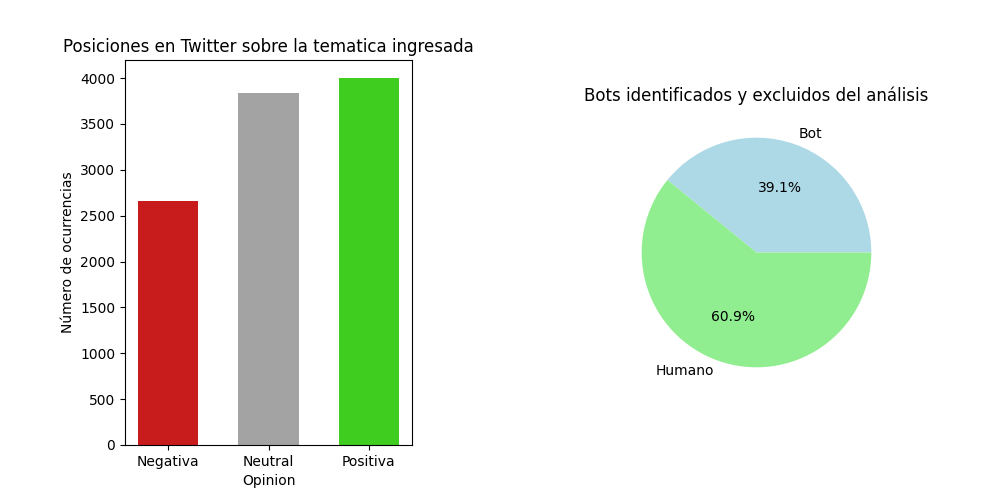 Posiciones en Twitter sobre la tematica ingresada
Número de ocurrencias
4000
3500
3000
2500
2000
1500
1000
500
0
Negativa
Neutral
Positiva
Opinion
Bots identificados y excluidos del análisis
Bot
39.1%
60.9%
Humano